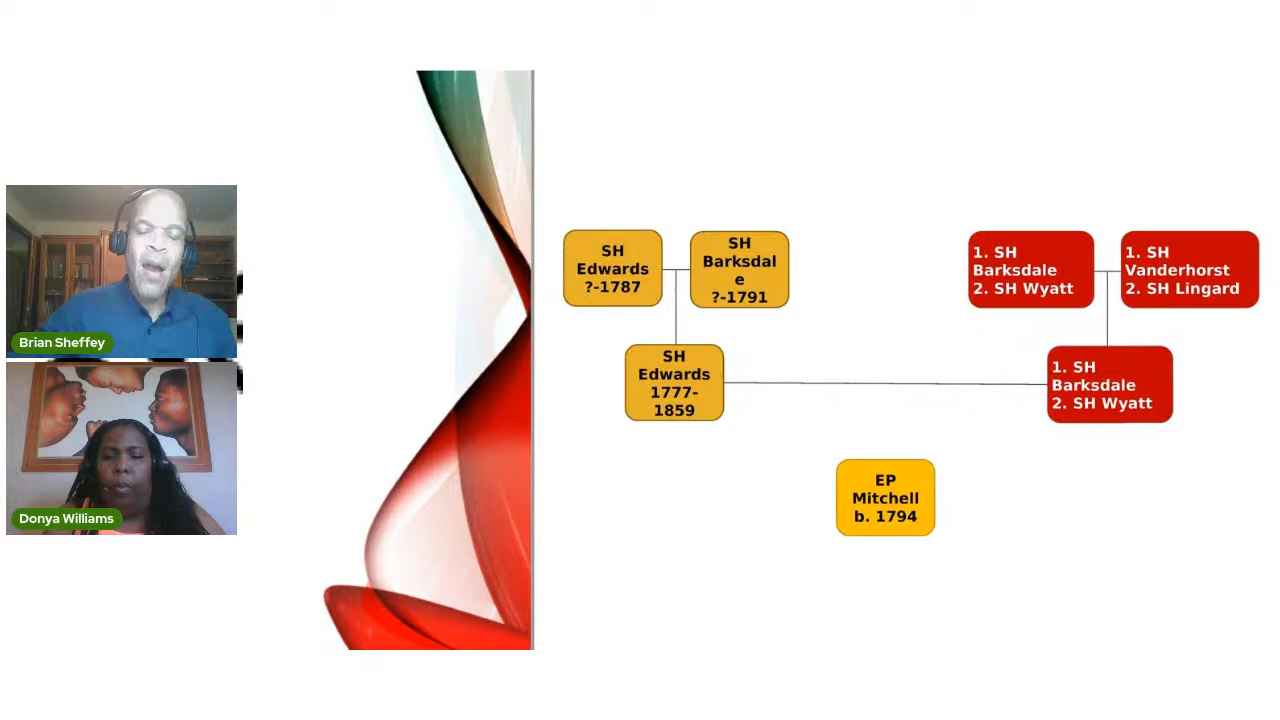 Brian Sheffey
Donya Williams
SH
Edwards
?-1787
SH
Barksdal
e
?-1791
1. SH
Barksdale
2. SH Wyatt
1. SH
Vanderhorst
2. SH Lingard
SH
Edwards
1777-
1859
1. SH
Barksdale
2. SH Wyatt
EP
Mitchell
b. 1794